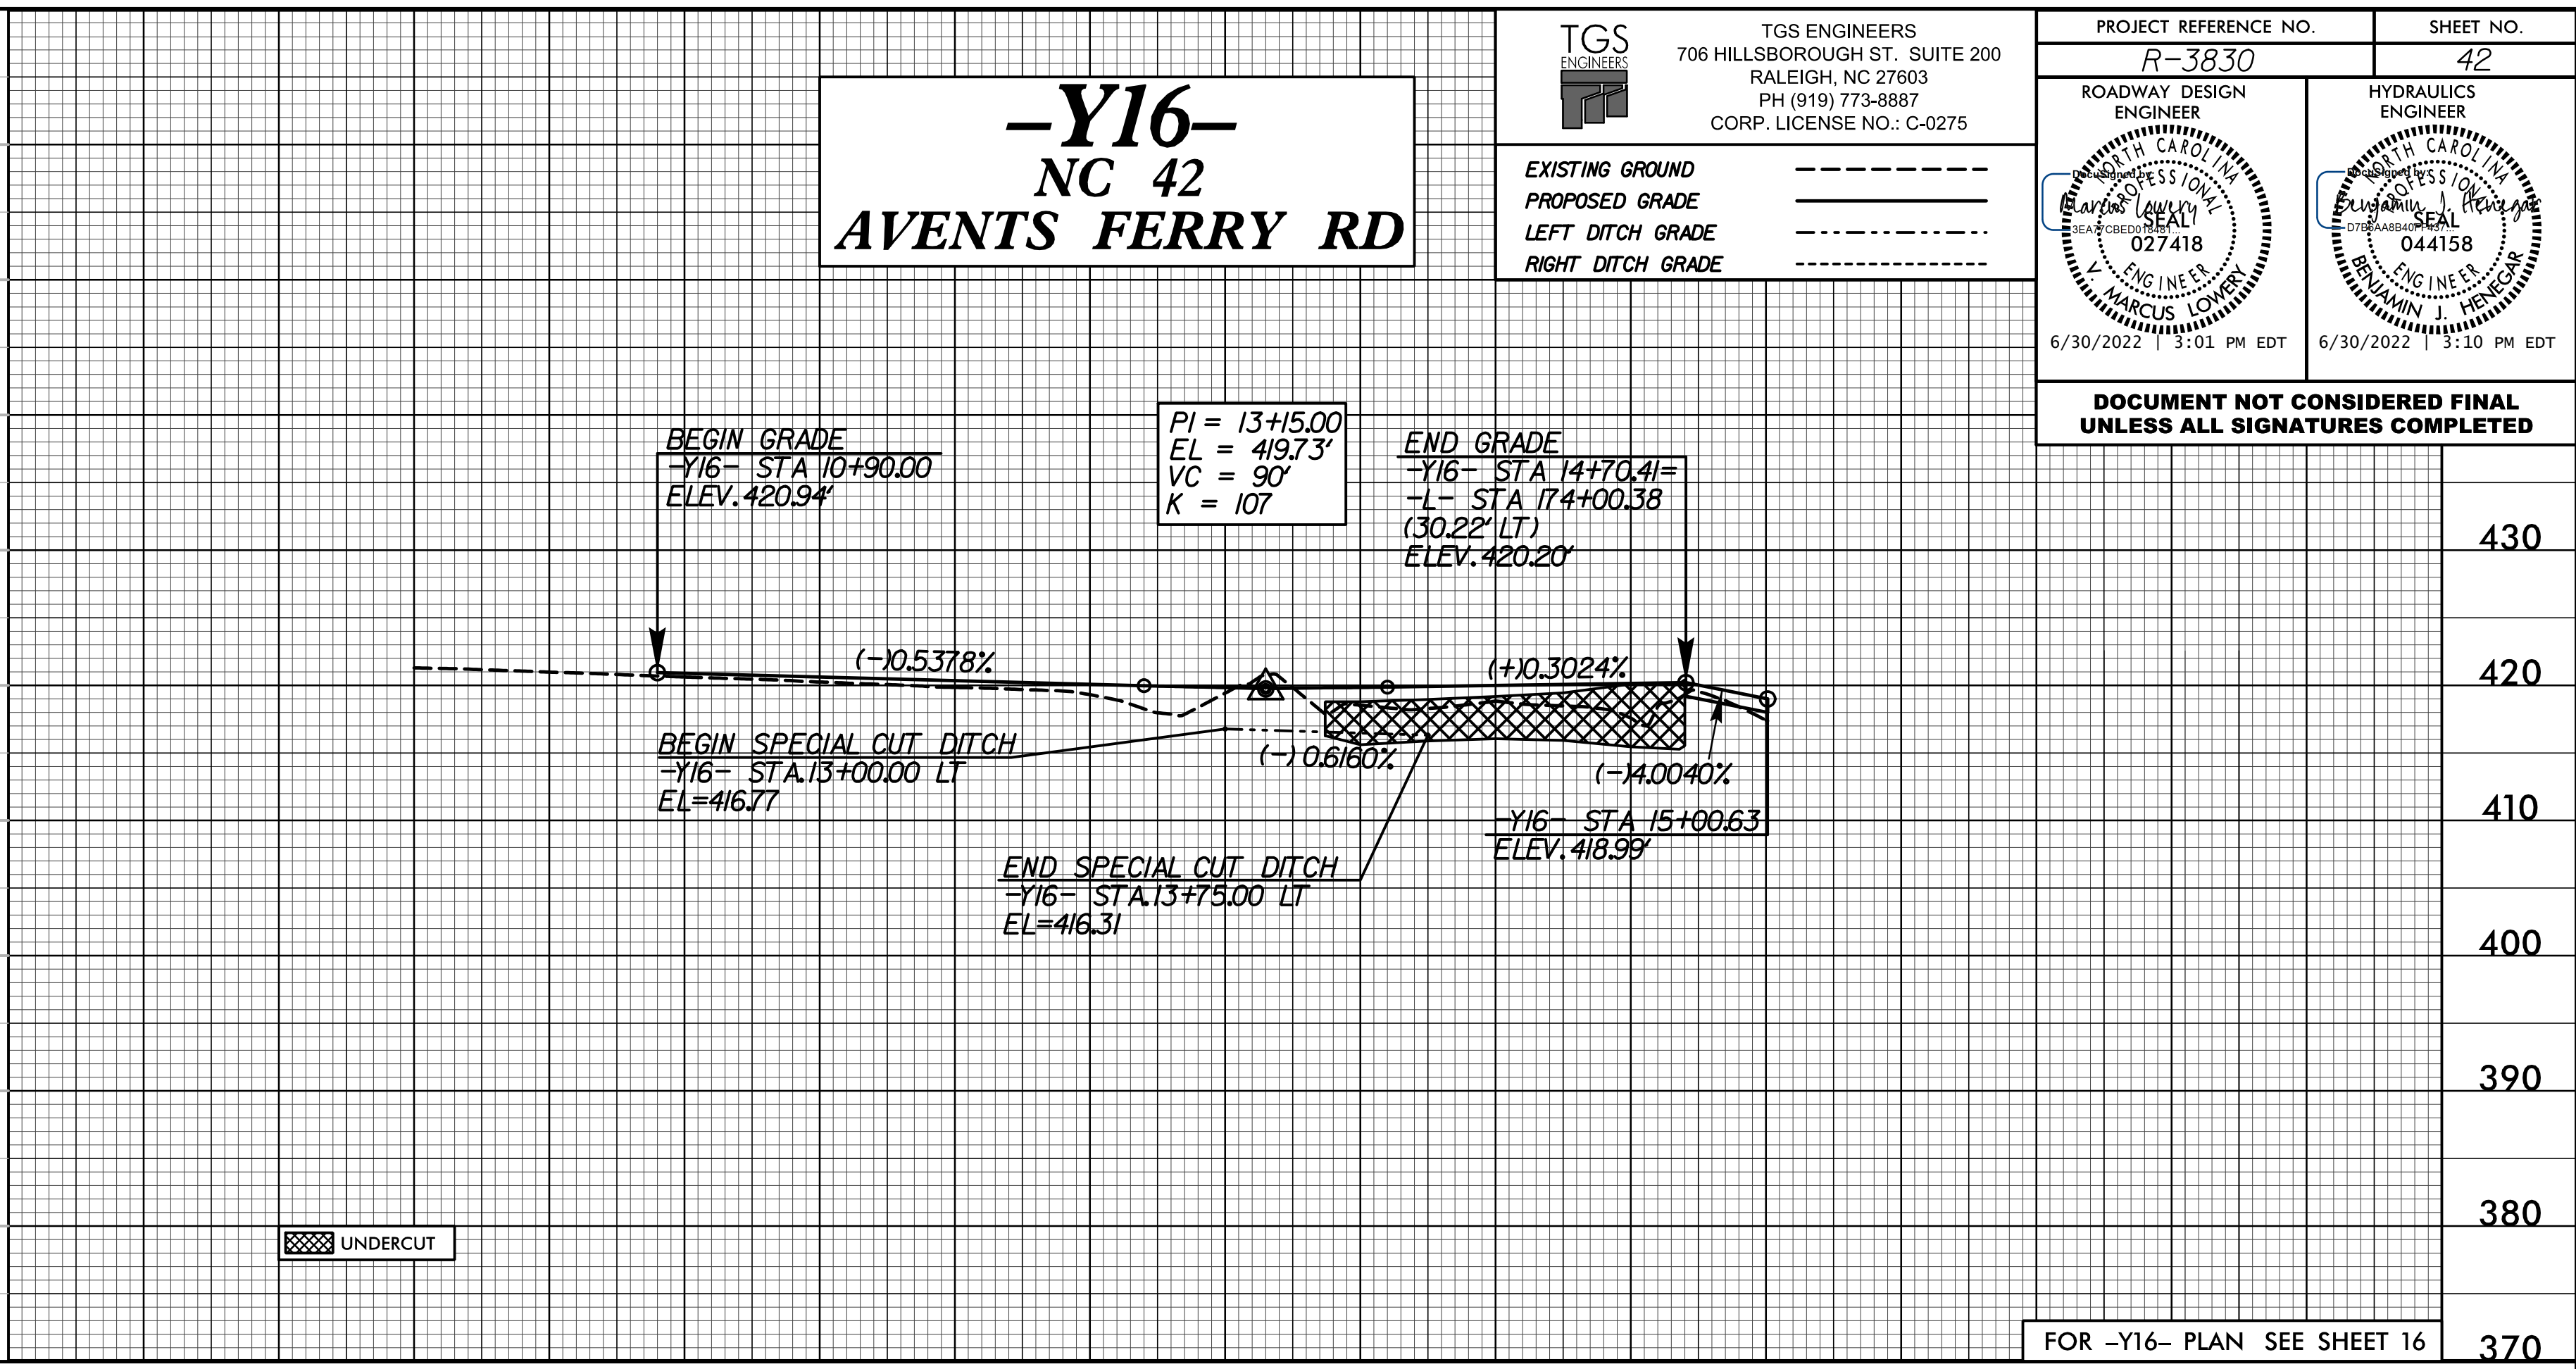 –Y16–
NC 42
AVENTS FERRY RD
TGS
ENGINEERS
TGS ENGINEERS
706 HILLSBOROUGH ST. SUITE 200
RALEIGH, NC 27603
PH (919) 773-8887
CORP. LICENSE NO.: C-0275
EXISTING GROUND
PROPOSED GRADE
LEFT DITCH GRADE
RIGHT DITCH GRADE
PROJECT REFERENCE NO.
SHEET NO.
R-3830
42
ROADWAY DESIGN
ENGINEER
NORTH CAROLINA
PROFESSIONAL
DocuSigned by:
Marcus Lowery
SEAL
027418
ENGINEER
V. MARCUS LOWERY
6/30/2022 | 3:01 PM EDT
HYDRAULICS
ENGINEER
NORTH CAROLINA
PROFESSIONAL
DocuSigned by:
Benjamin J. Henegar
SEAL
044158
ENGINEER
BENJAMIN J. HENEGAR
6/30/2022 | 3:10 PM EDT
DOCUMENT NOT CONSIDERED FINAL
UNLESS ALL SIGNATURES COMPLETED
BEGIN GRADE
-Y16- STA 10+90.00
ELEV. 420.94'
PI = 13+15.00
EL = 419.73'
VC = 90'
K = 107
END GRADE
-Y16- STA 14+70.41=
-L- STA 174+00.38
(30.22' LT)
ELEV. 420.20'
(-)0.5378%
(+)0.3024%
BEGIN SPECIAL CUT DITCH
-Y16- STA.13+00.00 LT
EL=416.77
(-) 0.6160%
(-)4.0040%
-Y16- STA 15+00.63
ELEV. 418.99'
END SPECIAL CUT DITCH
-Y16- STA.13+75.00 LT
EL=416.31
430
420
410
400
390
380
370
UNDERCUT
FOR –Y16– PLAN SEE SHEET 16